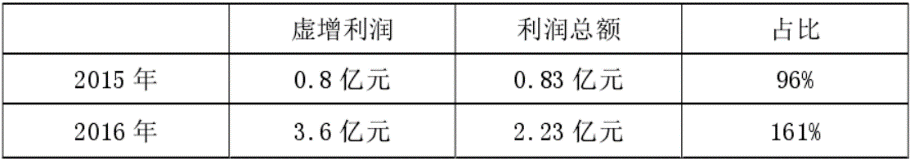 虚增利润 利润总额 占比
2015 年 0.8 亿元 0.83 亿元 96%
2016 年 3.6 亿元 2.23 亿元 161%